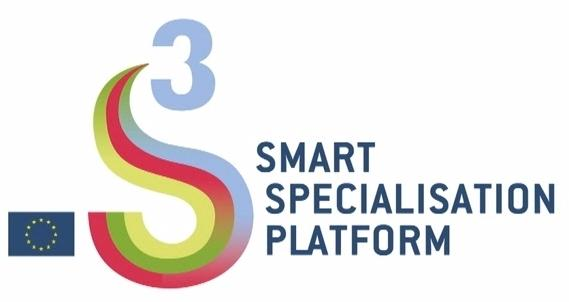 S3
SMART
SPECIALISATION
PLATFORM